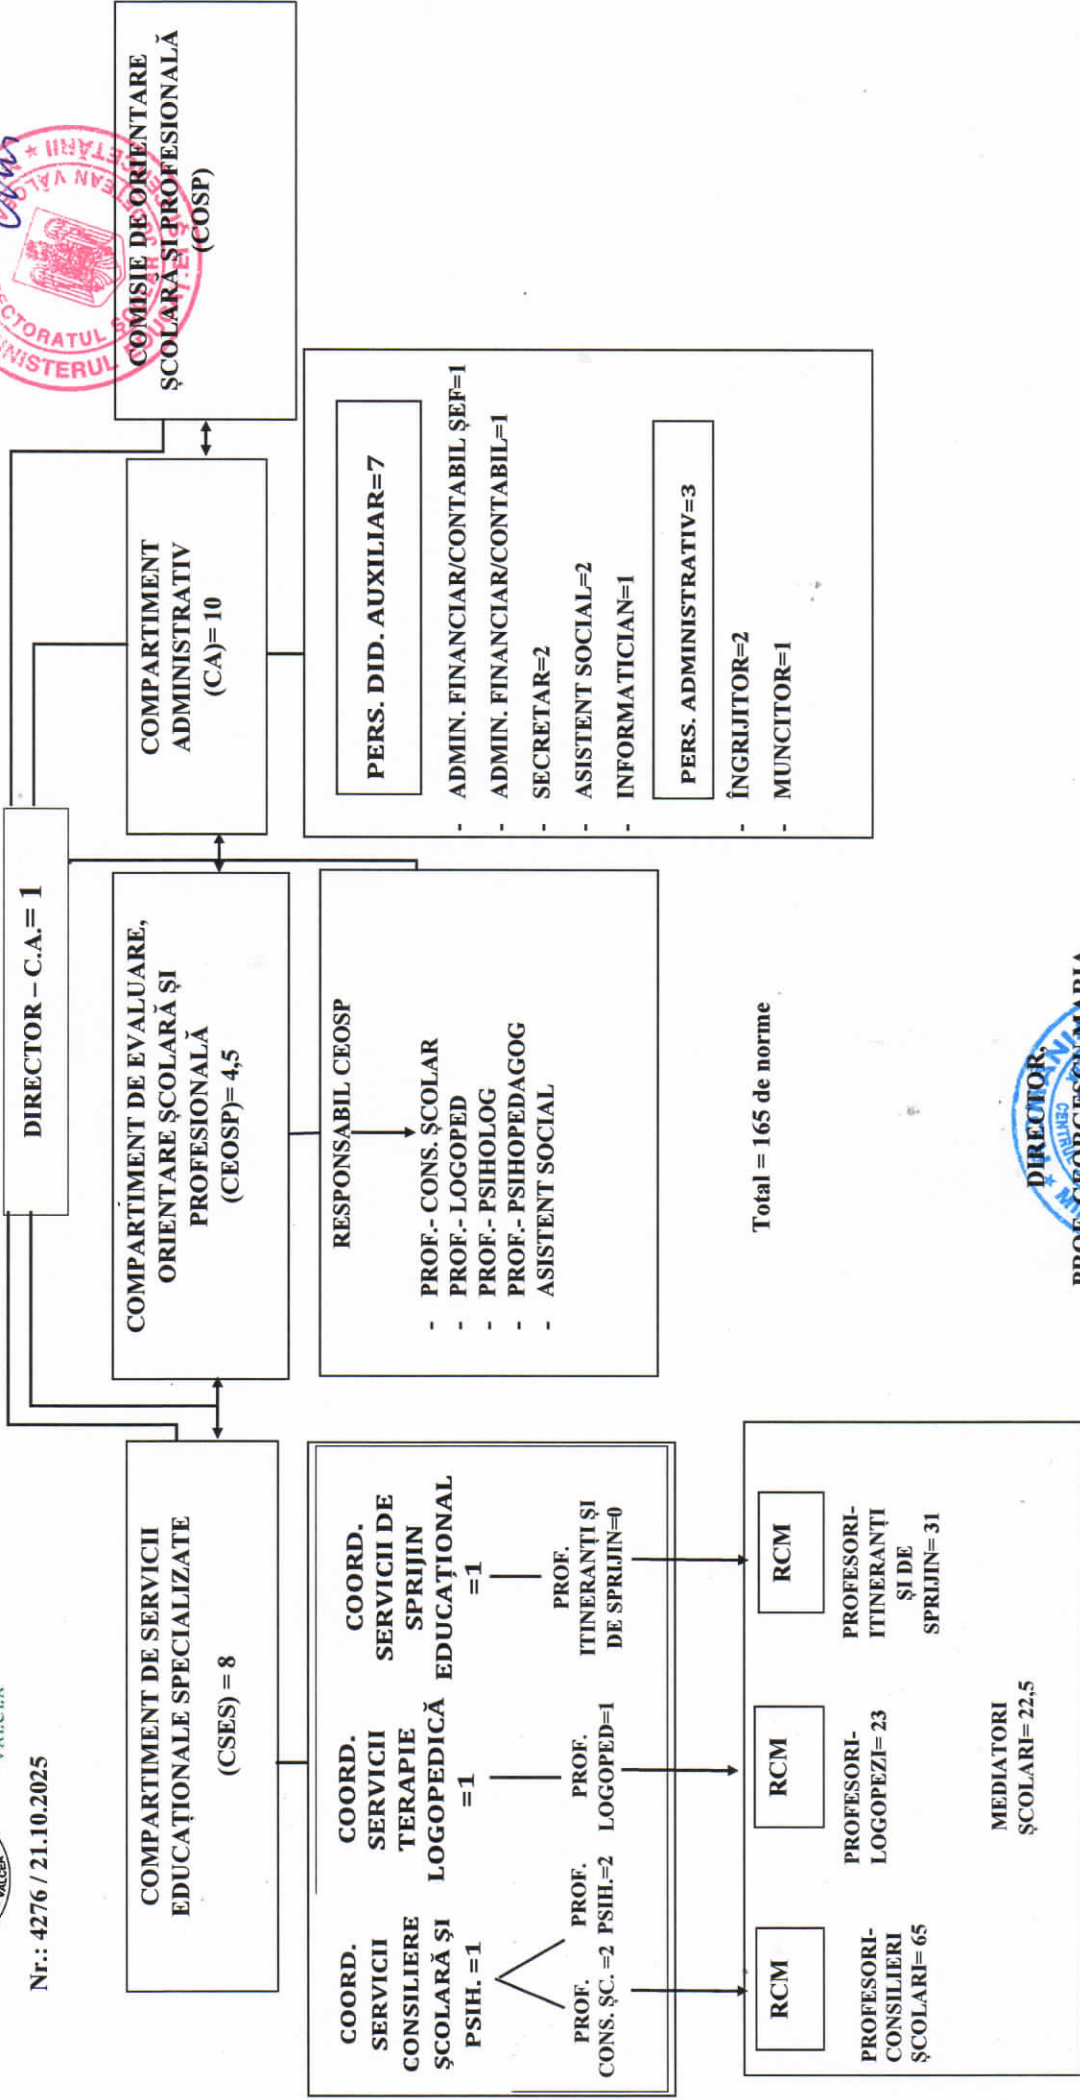 Nr.: 4276 / 21.10.2025
DIRECTOR – C.A.= 1
COMPARTIMENT DE SERVICII
EDUCAȚIONALE SPECIALIZATE
(CSES) = 8
COMPARTIMENT DE EVALUARE,
ORIENTARE ȘCOLARĂ ȘI
PROFESIONALĂ
(CEOSP)= 4,5
COMPARTIMENT
ADMINISTRATIV
(CA)= 10
COMISIE DE ORIENTARE
ȘCOLARĂ ȘI PROFESIONALĂ
(COSP)
MINISTERUL EDUCAȚIEI ȘI CERCETĂRII
COORD.
SERVICII
CONSILIERE
ȘCOLARĂ ȘI
PSIH. =1
PROF.
CONS. ȘC. =2
PROF.
PSIH.=2
COORD.
SERVICII
TERAPIE
LOGOPEDICĂ
=1
PROF.
LOGOPED=1
COORD.
SERVICII DE
SPRIJIN
EDUCAȚIONAL
=1
PROF.
ITINERANȚI ȘI
DE SPRIJIN=0
RESPONSABIL CEOSP
- PROF.- CONS. ȘCOLAR
- PROF.- LOGOPED
- PROF.- PSIHOLOG
- PROF.- PSIHOPEDAGOG
- ASISTENT SOCIAL
PERS. DID. AUXILIAR=7
- ADMIN. FINANCIAR/CONTABIL ȘEF=1
- ADMIN. FINANCIAR/CONTABIL=1
- SECRETAR=2
- ASISTENT SOCIAL=2
- INFORMATICIAN=1
PERS. ADMINISTRATIV=3
- ÎNGRIJITOR=2
- MUNCITOR=1
RCM
PROFESORI-
CONSILIERI
ȘCOLARI= 65
RCM
PROFESORI-
LOGOPEZI= 23
RCM
PROFESORI-
ITINERANȚI
ȘI DE
SPRIJIN= 31
MEDIATORI
ȘCOLARI= 22,5
Total = 165 de norme
DIRECTOR,